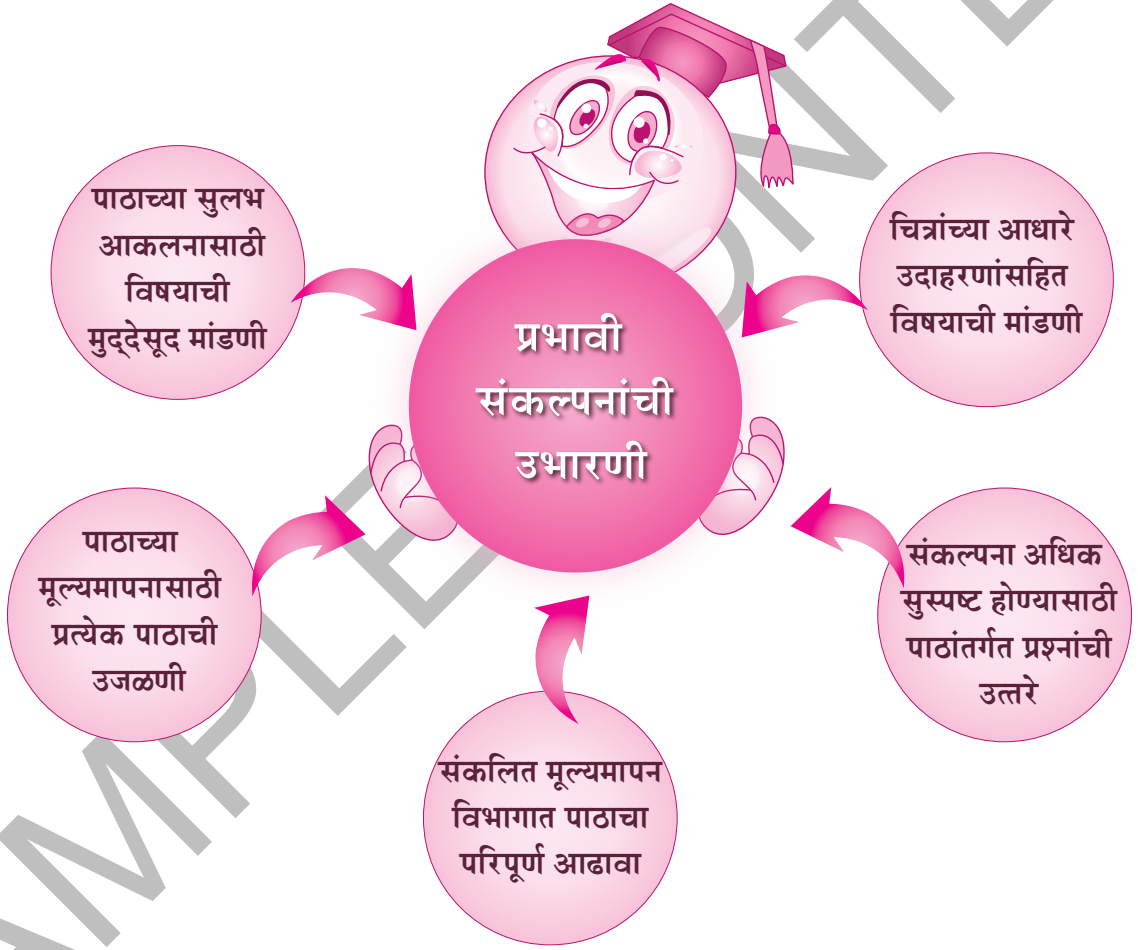 पाठाच्या सुलभ
आकलनासाठी
विषयाची
मुद्देसूद मांडणी
चित्रांच्या आधारे
उदाहरणांसहित
विषयाची मांडणी
प्रभावी
संकल्पनांची
उभारणी
पाठाच्या
मूल्यमापनासाठी
प्रत्येक पाठाची
उजळणी
संकल्पना अधिक
सुस्पष्ट होण्यासाठी
पाठांतर्गत प्रश्नांची
उत्तरे
संकलित मूल्यमापन
विभागात पाठाचा
परिपूर्ण आढावा